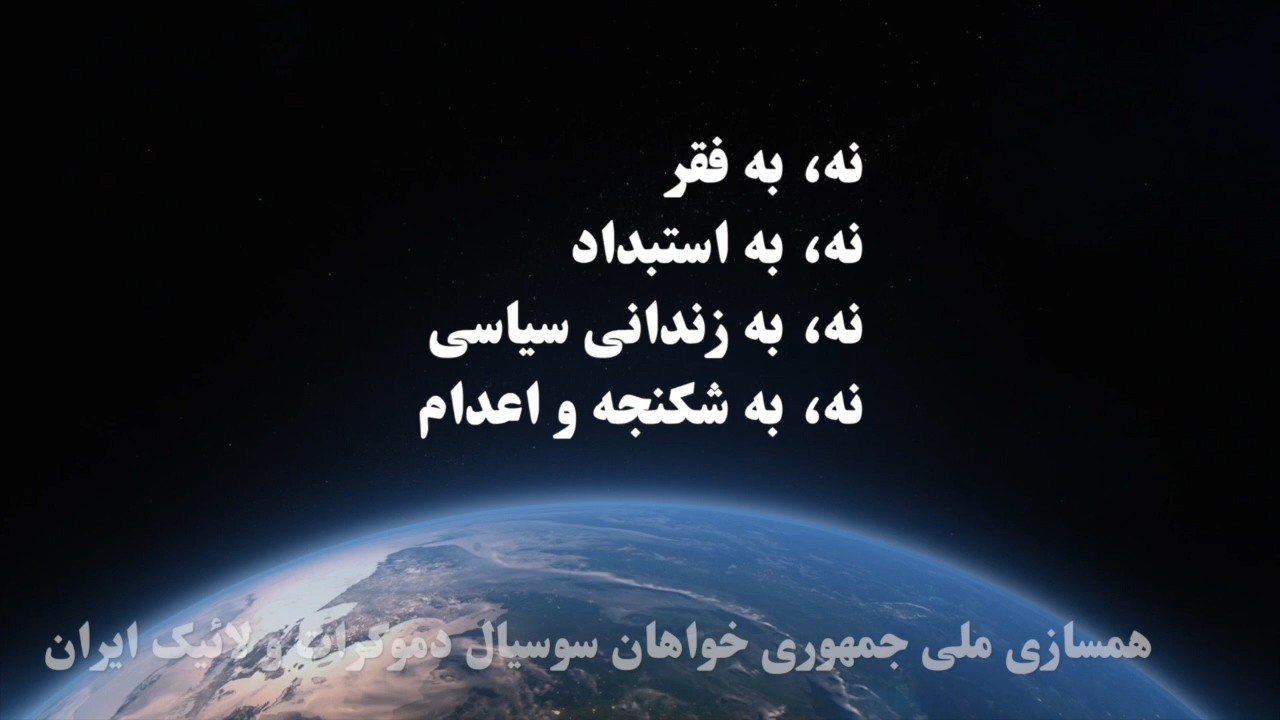 نه، به فقر
نه، به استبداد
نه، به زندانی سیاسی
نه، به شکنجه و اعدام
همسازی ملی جمهوری خواهان سوسیال دموکرات و لائیک ایران